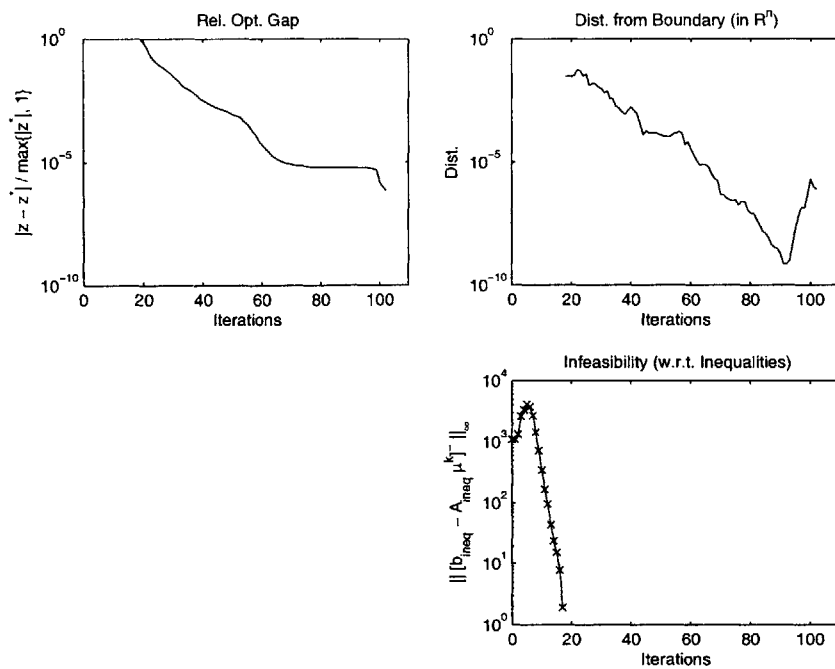 Rel. Opt. Gap
10^0
10^-5
10^-10
|z - z^*| / max{|z^*|, 1}
0 20 40 60 80 100
Iterations
Dist. from Boundary (in R^n)
10^0
10^-5
10^-10
Dist.
0 20 40 60 80 100
Iterations
Infeasibility (w.r.t. Inequalities)
10^4
10^3
10^2
10^1
10^0
|| [b_ineq - A_ineq μ^k]^- ||_∞
0 20 40 60 80 100
Iterations